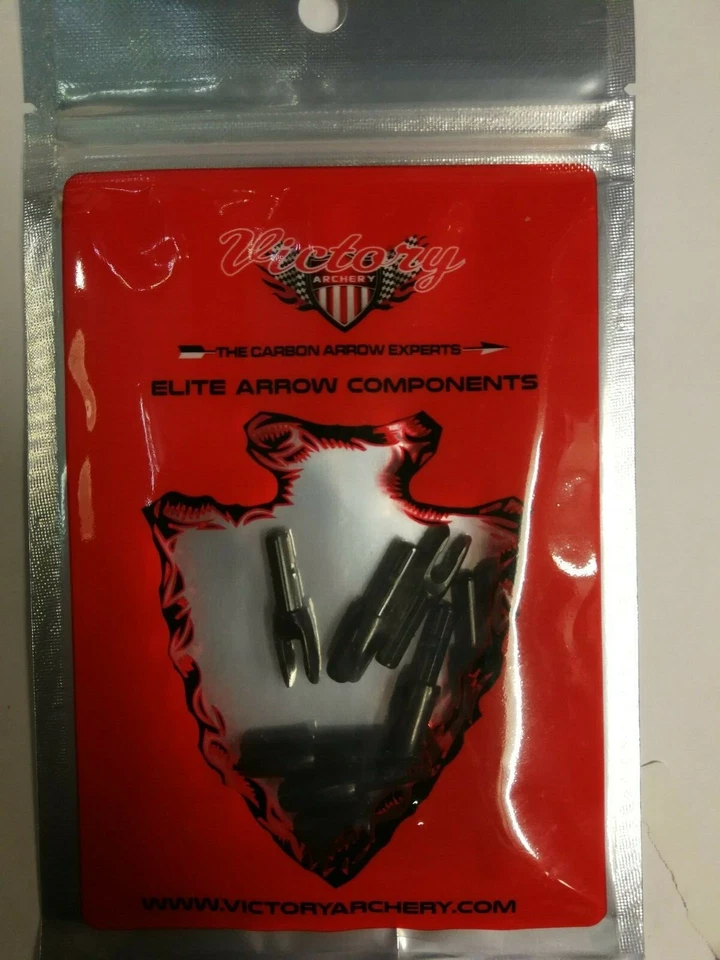 Victory
ARCHERY
THE CARBON ARROW EXPERTS
ELITE ARROW COMPONENTS
WWW.VICTORYARCHERY.COM